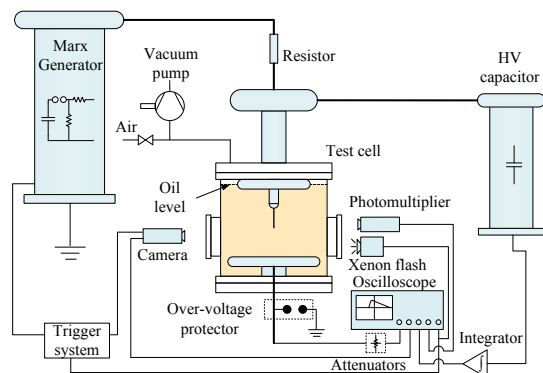 Marx
Generator
Vacuum
pump
Resistor
HV
capacitor
Air
Test cell
Oil
level
Photomultiplier
Camera
Xenon flash
Oscilloscope
Over-voltage
protector
Trigger
system
Integrator
Attenuators